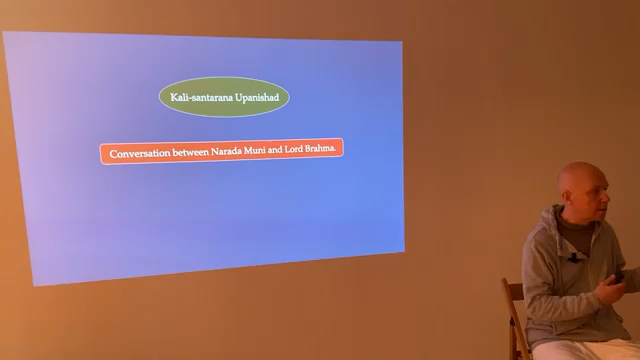 Kali-santarana Upanishad
Conversation between Narada Muni and Lord Brahma.